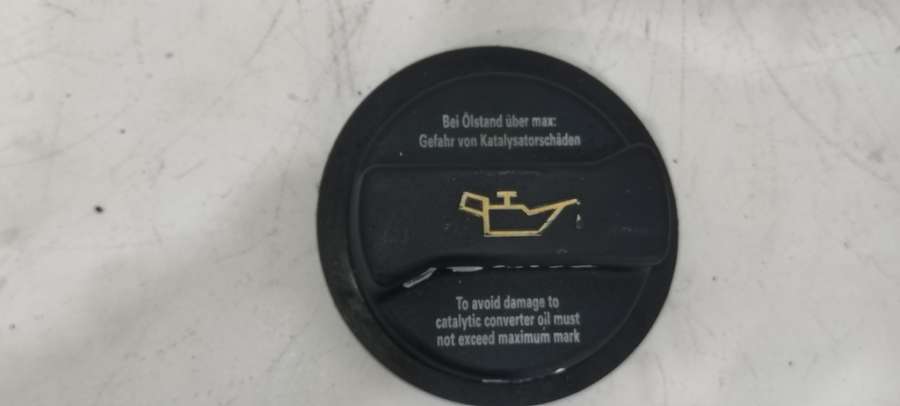 Bei Ölstand über max:
Gefahr von Katalysatorschäden
To avoid damage to
catalytic converter oil must
not exceed maximum mark